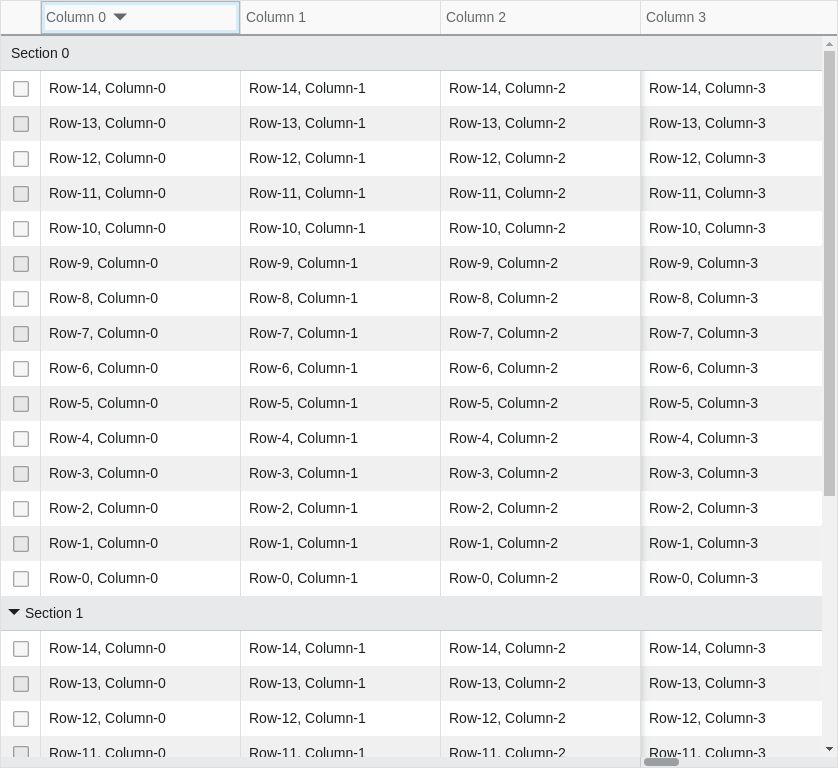 Column 0 Column 1 Column 2 Column 3
Section 0
Row-14, Column-0 Row-14, Column-1 Row-14, Column-2 Row-14, Column-3
Row-13, Column-0 Row-13, Column-1 Row-13, Column-2 Row-13, Column-3
Row-12, Column-0 Row-12, Column-1 Row-12, Column-2 Row-12, Column-3
Row-11, Column-0 Row-11, Column-1 Row-11, Column-2 Row-11, Column-3
Row-10, Column-0 Row-10, Column-1 Row-10, Column-2 Row-10, Column-3
Row-9, Column-0 Row-9, Column-1 Row-9, Column-2 Row-9, Column-3
Row-8, Column-0 Row-8, Column-1 Row-8, Column-2 Row-8, Column-3
Row-7, Column-0 Row-7, Column-1 Row-7, Column-2 Row-7, Column-3
Row-6, Column-0 Row-6, Column-1 Row-6, Column-2 Row-6, Column-3
Row-5, Column-0 Row-5, Column-1 Row-5, Column-2 Row-5, Column-3
Row-4, Column-0 Row-4, Column-1 Row-4, Column-2 Row-4, Column-3
Row-3, Column-0 Row-3, Column-1 Row-3, Column-2 Row-3, Column-3
Row-2, Column-0 Row-2, Column-1 Row-2, Column-2 Row-2, Column-3
Row-1, Column-0 Row-1, Column-1 Row-1, Column-2 Row-1, Column-3
Row-0, Column-0 Row-0, Column-1 Row-0, Column-2 Row-0, Column-3
Section 1
Row-14, Column-0 Row-14, Column-1 Row-14, Column-2 Row-14, Column-3
Row-13, Column-0 Row-13, Column-1 Row-13, Column-2 Row-13, Column-3
Row-12, Column-0 Row-12, Column-1 Row-12, Column-2 Row-12, Column-3
Row-11, Column-0 Row-11, Column-1 Row-11, Column-2 Row-11, Column-3